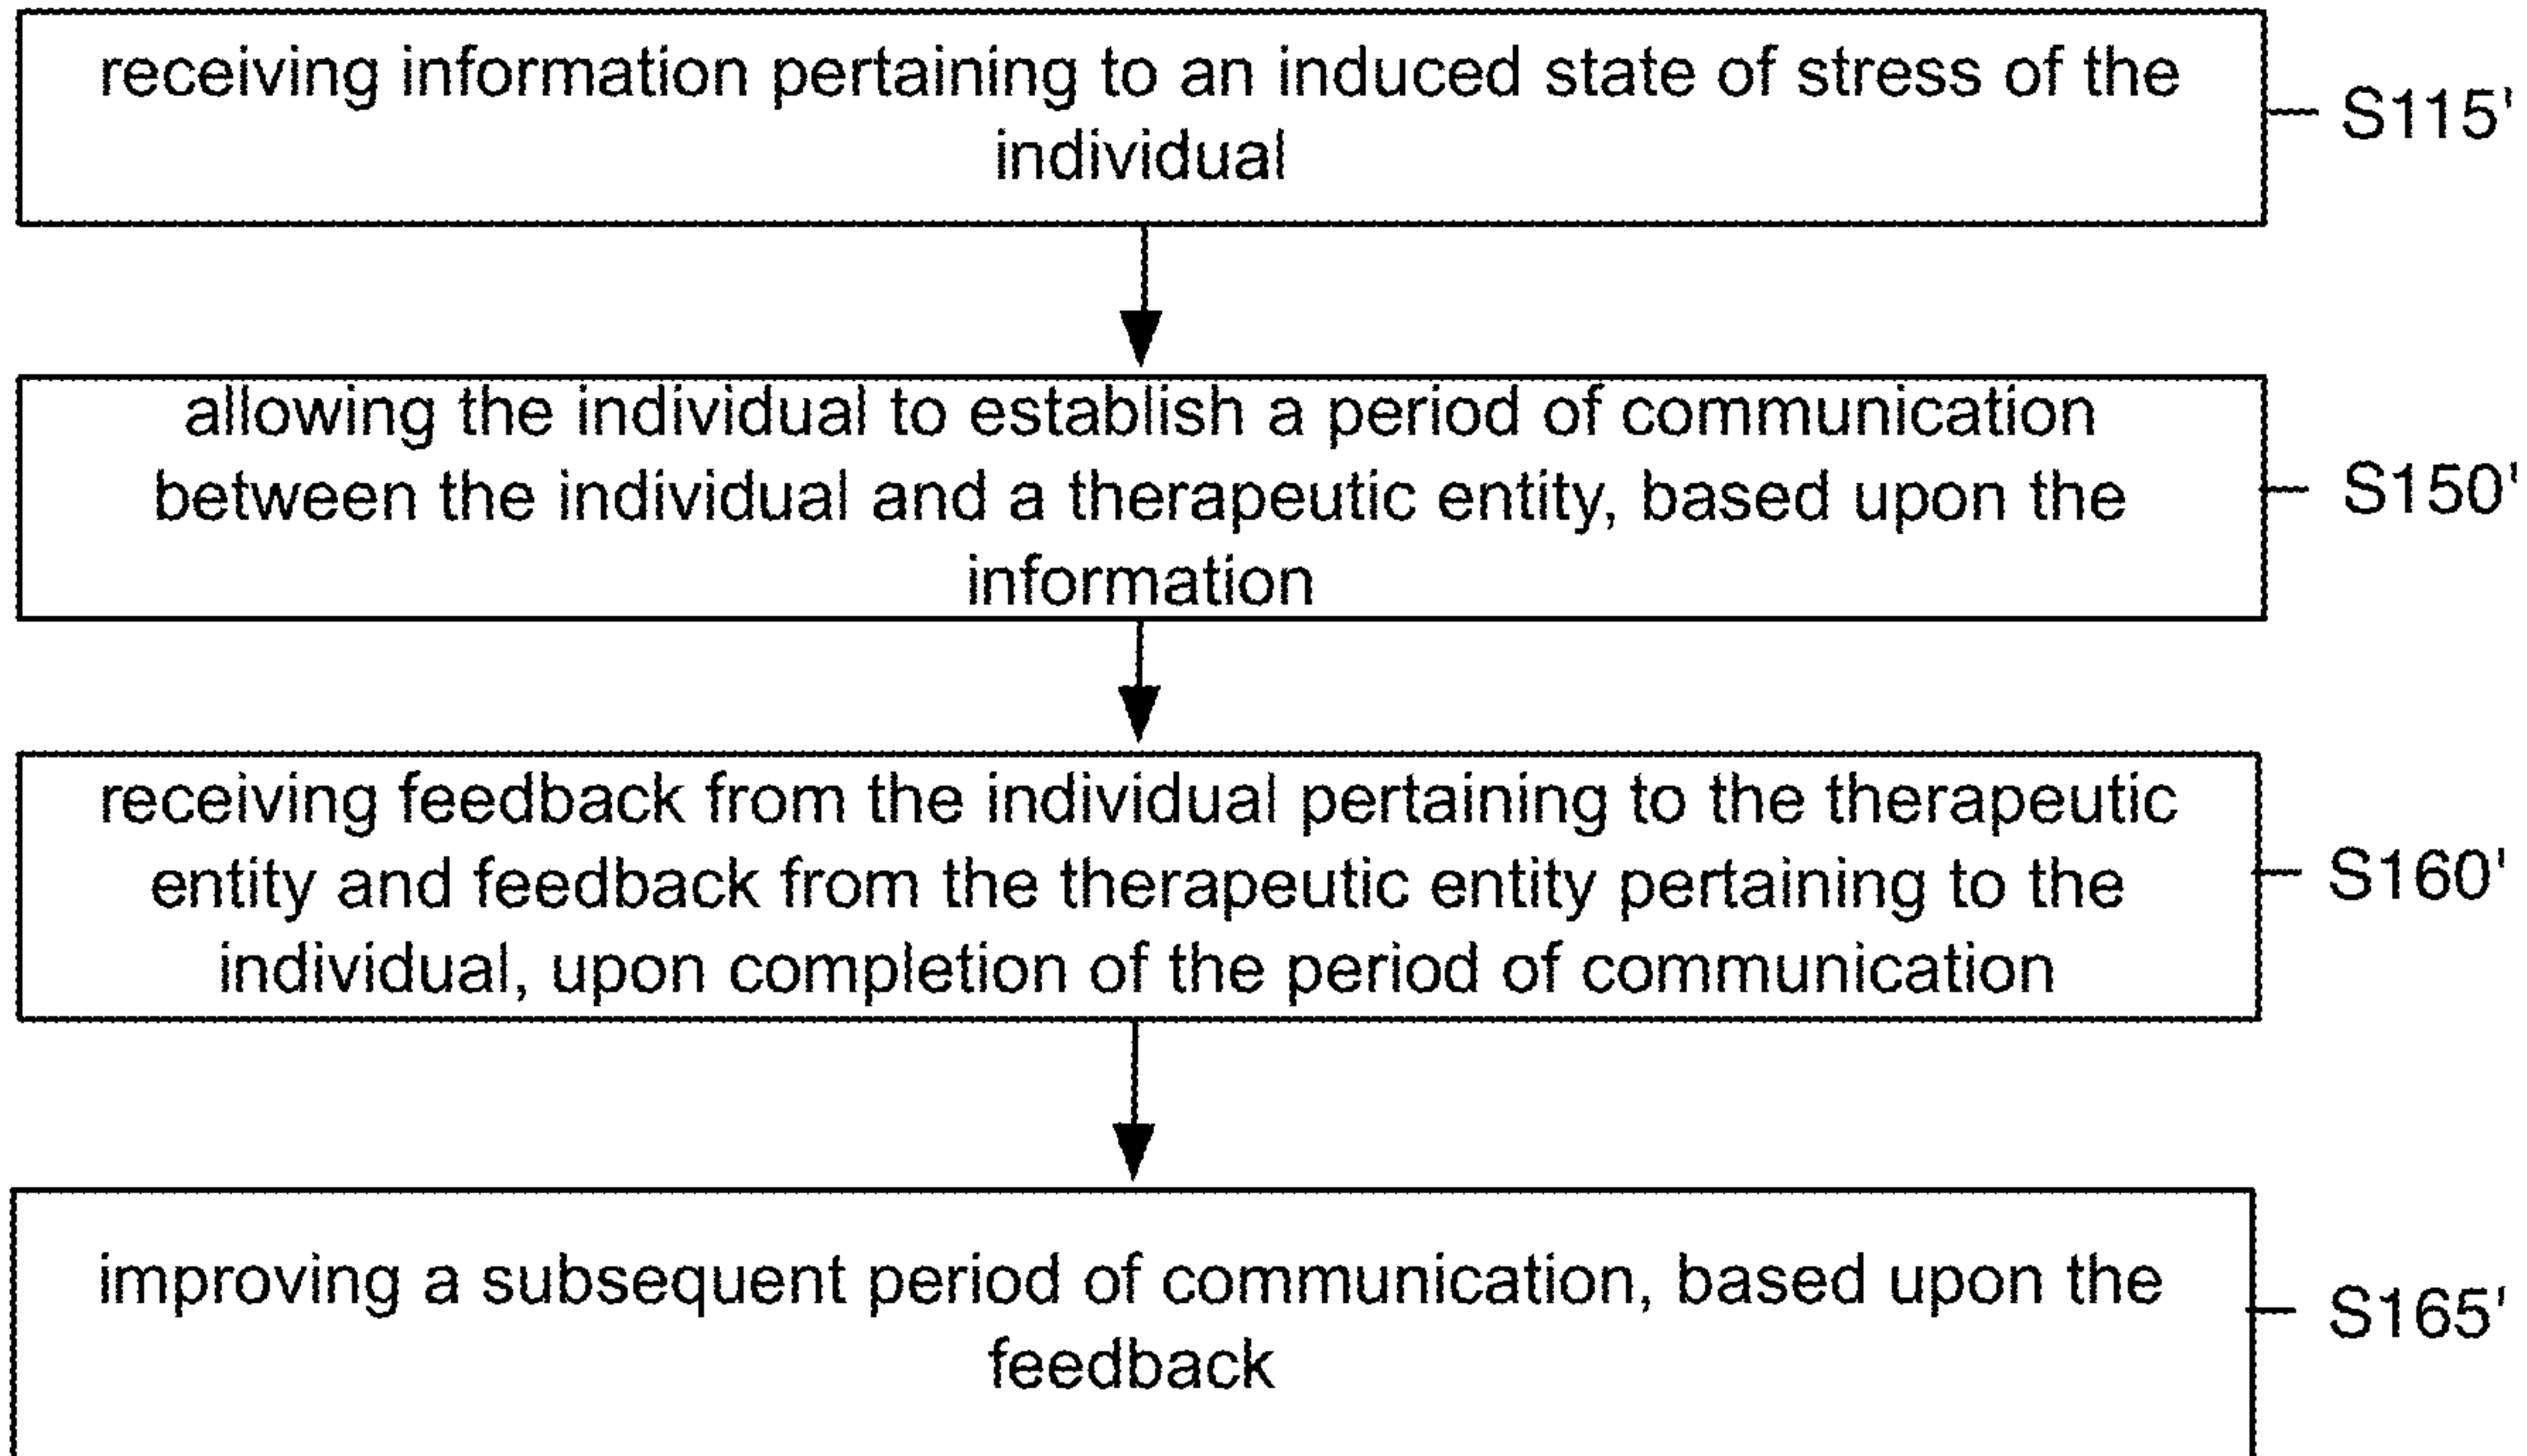 receiving information pertaining to an induced state of stress of the
individual
S115'
allowing the individual to establish a period of communication
between the individual and a therapeutic entity, based upon the
information
S150'
receiving feedback from the individual pertaining to the therapeutic
entity and feedback from the therapeutic entity pertaining to the
individual, upon completion of the period of communication
S160'
improving a subsequent period of communication, based upon the
feedback
S165'